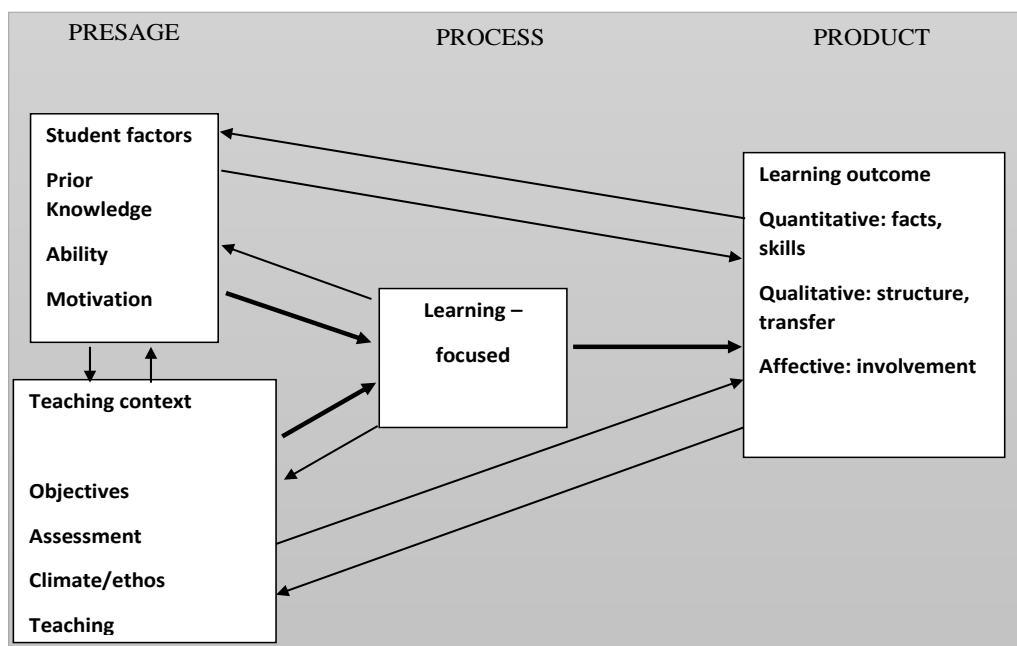 PRESAGE
PROCESS
PRODUCT
Student factors
Prior
Knowledge
Ability
Motivation
Teaching context
Objectives
Assessment
Climate/ethos
Teaching
Learning –
focused
Learning outcome
Quantitative: facts,
skills
Qualitative: structure,
transfer
Affective: involvement